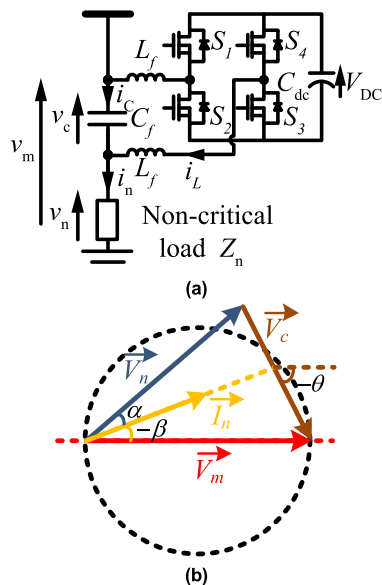 L_f
S_1
S_4
i_C
C_dc
V_DC
v_c
C_f
S_2
S_3
v_m
L_f
i_n
i_L
v_n
Non-critical
load Z_n
(a)
V_n
V_c
α
I_n
-β
-θ
V_m
(b)